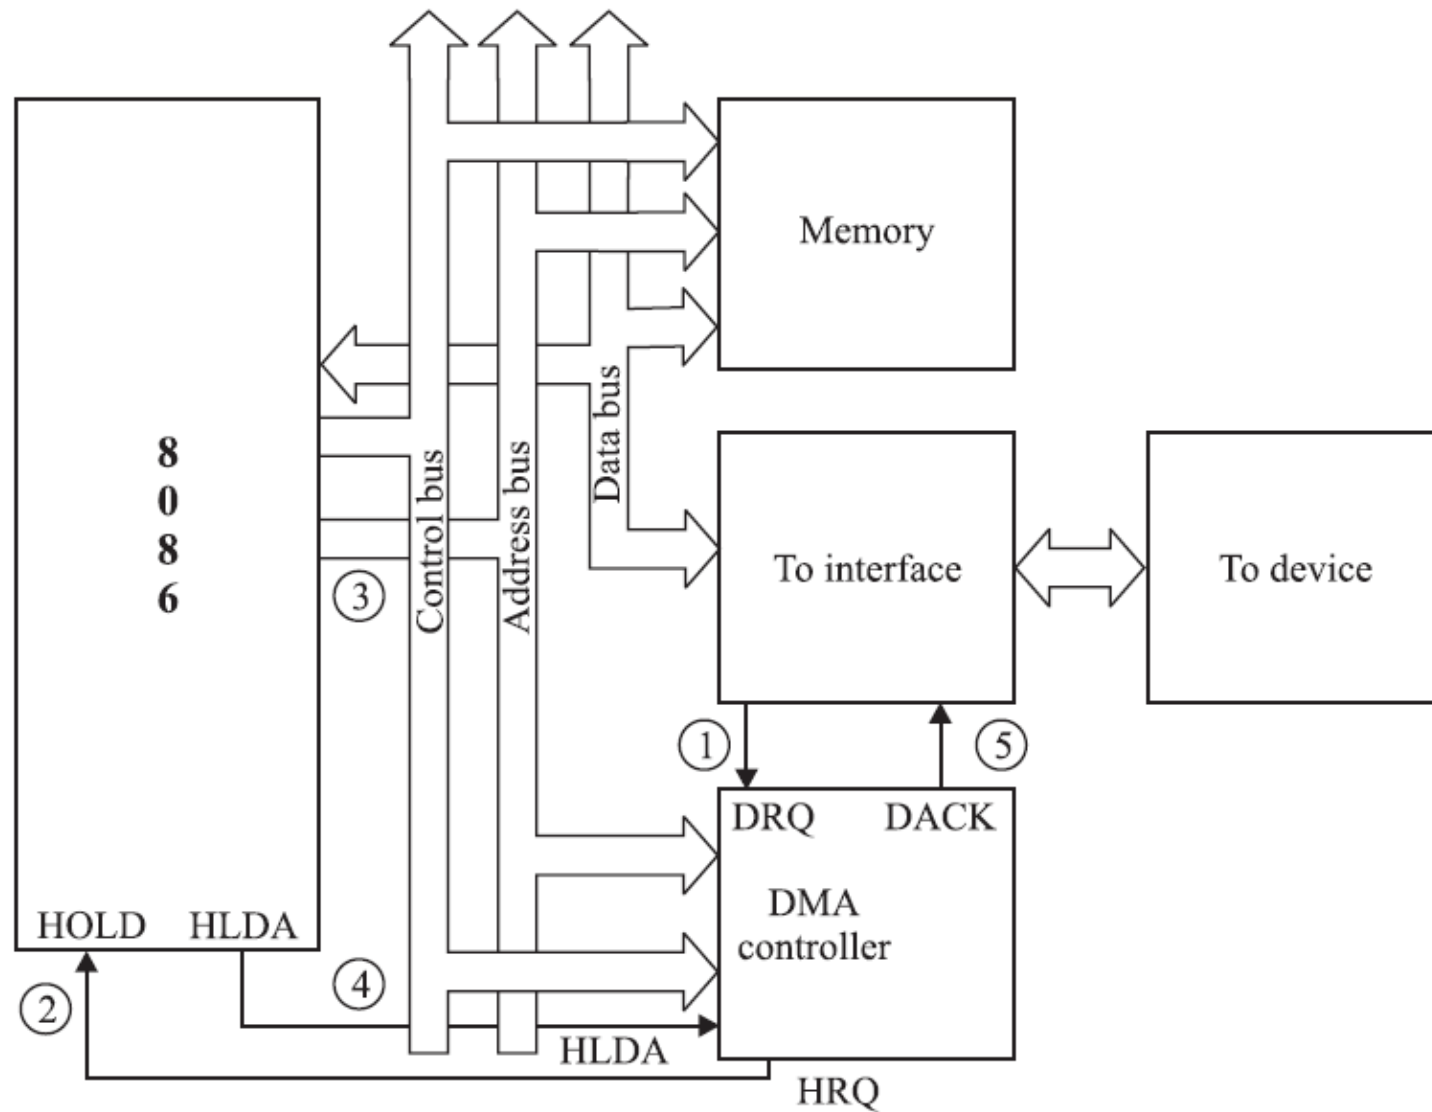 Memory
8
0
8
6
Control bus
Address bus
Data bus
3
To interface
To device
1
5
DRQ DACK
DMA
controller
HOLD HLDA
4
2
HLDA
HRQ